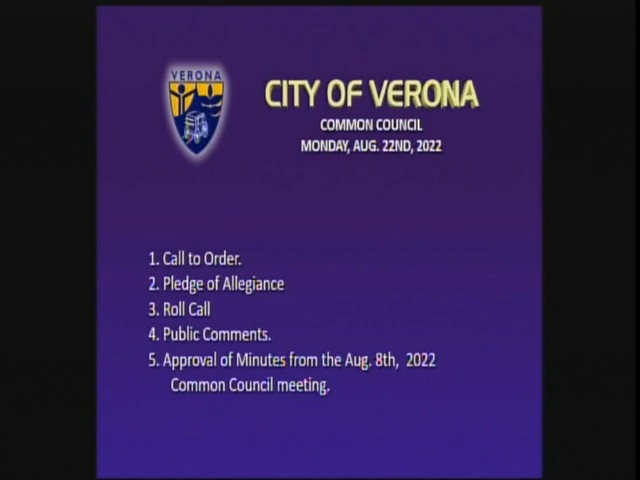 VERONA
CITY OF VERONA
COMMON COUNCIL
MONDAY, AUG. 22ND, 2022
1. Call to Order.
2. Pledge of Allegiance
3. Roll Call
4. Public Comments.
5. Approval of Minutes from the Aug. 8th, 2022
Common Council meeting.